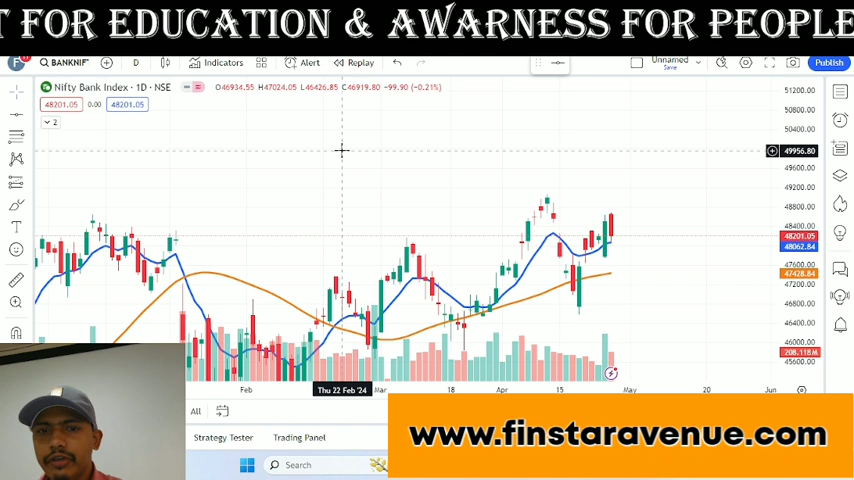 T FOR EDUCATION & AWARNESS FOR PEOPLE
F BANKNIF D Indicators Alert Replay Unnamed Save Publish
Nifty Bank Index · 1D · NSE O46934.55 H47024.05 L46426.85 C46919.80 -99.90 (-0.21%)
48201.05 0.00 48201.05
2
51200.00
50800.00
50400.00
49956.80
49600.00
49200.00
48800.00
48400.00
48201.05
48062.84
47600.00
47428.84
47200.00
46800.00
46400.00
46000.00
208.118M
45600.00
Feb Thu 22 Feb '24 Mar 18 Apr 15 May 20 Jun
All
Strategy Tester Trading Panel
www.finstaravenue.com
Search